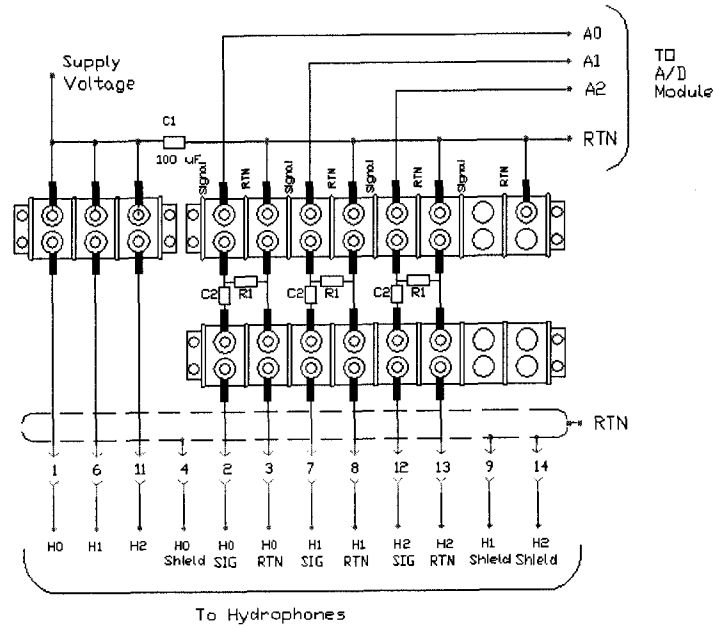 A0
Supply
Voltage
A1
TO
A/D
Module
A2
C1
100 uF
RTN
Signal
RTN
Signal
RTN
Signal
RTN
Signal
RTN
C2
R1
C2
R1
C2
R1
RTN
1
6
11
4
2
3
7
8
12
13
9
14
H0
H1
H2
H0
Shield
H0
SIG
H0
RTN
H1
SIG
H1
RTN
H2
SIG
H2
RTN
H1
Shield
H2
Shield
To Hydrophones